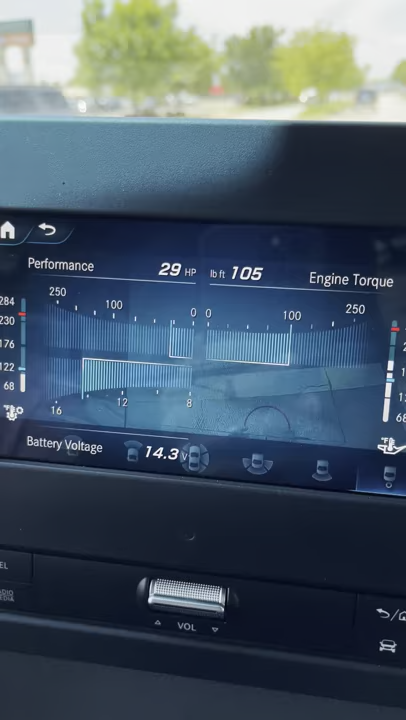 Performance 29 HP lb ft 105 Engine Torque
250 100 0 0 100 250
284
230
176
122
68
16 12 8
Battery Voltage 14.3 V
VOL